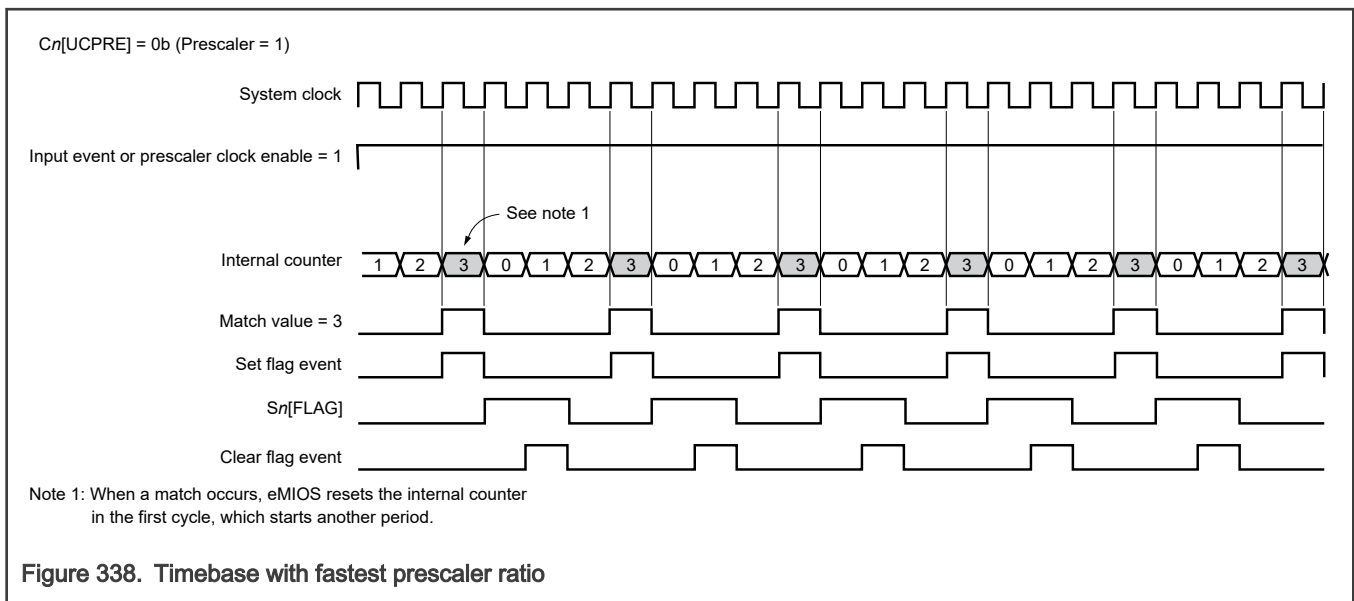 Cn[UCPRE] = 0b (Prescaler = 1)
System clock
Input event or prescaler clock enable = 1
See note 1
Internal counter 1 2 3 0 1 2 3 0 1 2 3 0 1 2 3 0 1 2 3 0 1 2 3
Match value = 3
Set flag event
Sn[FLAG]
Clear flag event
Note 1: When a match occurs, eMIOS resets the internal counter
in the first cycle, which starts another period.
Figure 338. Timebase with fastest prescaler ratio